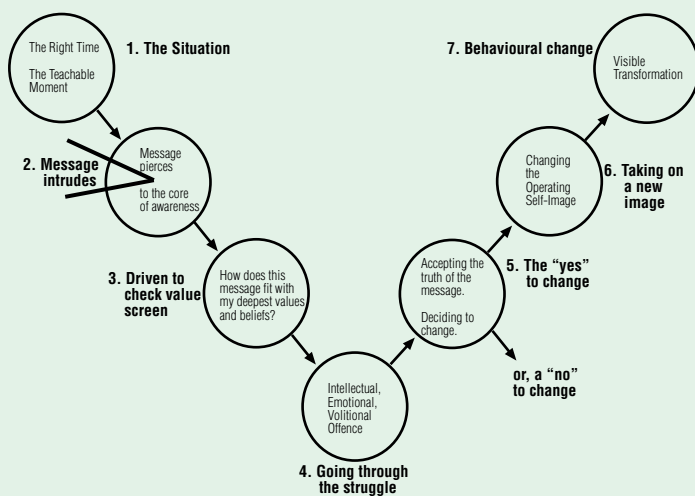 The Right Time
The Teachable
Moment
1. The Situation
2. Message
intrudes
Message
pierces
to the core
of awareness
3. Driven to
check value
screen
How does this
message fit with
my deepest values
and beliefs?
Intellectual,
Emotional,
Volitional
Offence
4. Going through
the struggle
Accepting the
truth of the
message.
Deciding to
change.
5. The “yes”
to change
or, a “no”
to change
Changing
the
Operating
Self-Image
6. Taking on
a new
image
7. Behavioural change
Visible
Transformation